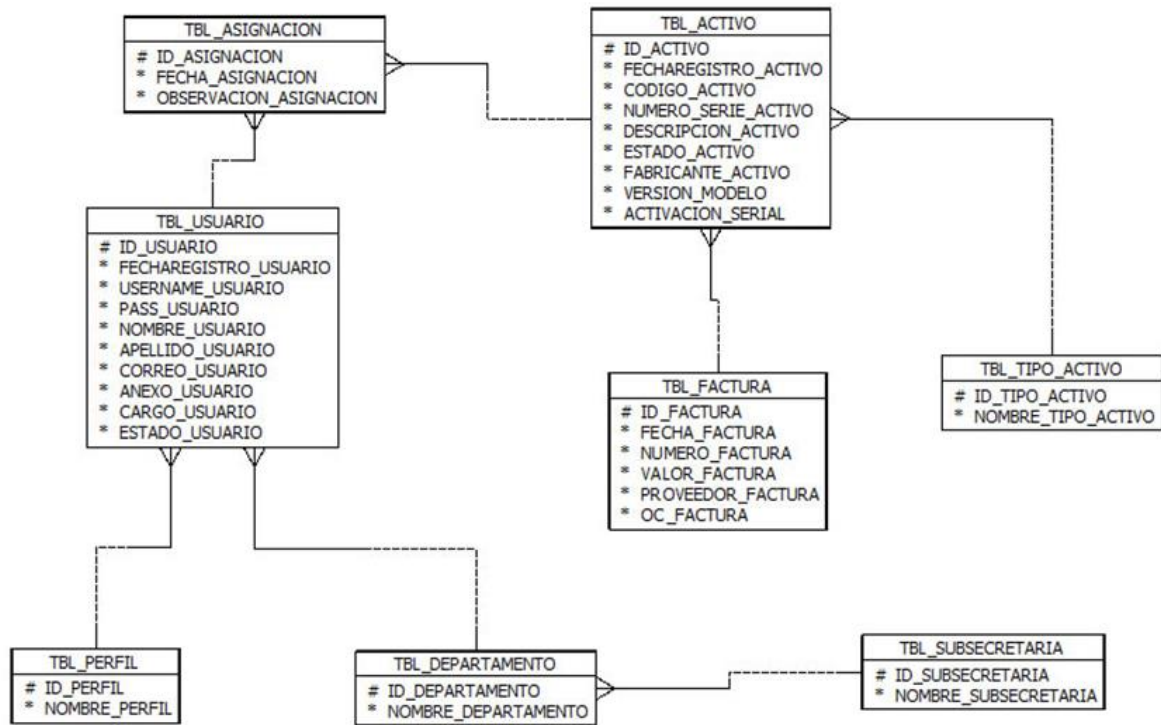 TBL_ASIGNACION
# ID_ASIGNACION
* FECHA_ASIGNACION
* OBSERVACION_ASIGNACION
TBL_ACTIVO
# ID_ACTIVO
* FECHAREGISTRO_ACTIVO
* CODIGO_ACTIVO
* NUMERO_SERIE_ACTIVO
* DESCRIPCION_ACTIVO
* ESTADO_ACTIVO
* FABRICANTE_ACTIVO
* VERSION_MODELO
* ACTIVACION_SERIAL
TBL_USUARIO
# ID_USUARIO
* FECHAREGISTRO_USUARIO
* USERNAME_USUARIO
* PASS_USUARIO
* NOMBRE_USUARIO
* APELLIDO_USUARIO
* CORREO_USUARIO
* ANEXO_USUARIO
* CARGO_USUARIO
* ESTADO_USUARIO
TBL_FACTURA
# ID_FACTURA
* FECHA_FACTURA
* NUMERO_FACTURA
* VALOR_FACTURA
* PROVEEDOR_FACTURA
* OC_FACTURA
TBL_TIPO_ACTIVO
# ID_TIPO_ACTIVO
* NOMBRE_TIPO_ACTIVO
TBL_PERFIL
# ID_PERFIL
* NOMBRE_PERFIL
TBL_DEPARTAMENTO
# ID_DEPARTAMENTO
* NOMBRE_DEPARTAMENTO
TBL_SUBSECRETARIA
# ID_SUBSECRETARIA
* NOMBRE_SUBSECRETARIA